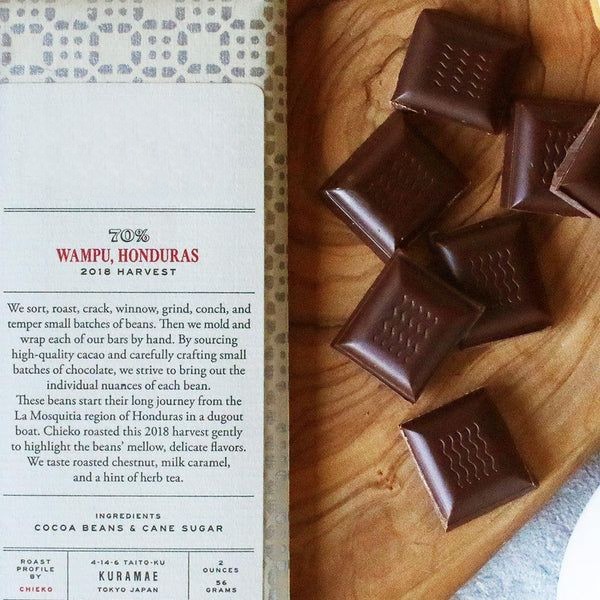 70%
WAMPU, HONDURAS
2018 HARVEST
We sort, roast, crack, winnow, grind, conch, and
temper small batches of beans. Then we mold and
wrap each of our bars by hand. By sourcing
high-quality cacao and carefully crafting small
batches of chocolate, we strive to bring out the
individual nuances of each bean.
These beans start their long journey from the
La Mosquitia region of Honduras in a dugout
boat. Chieko roasted this 2018 harvest gently
to highlight the beans' mellow, delicate flavors.
We taste roasted chestnut, milk caramel,
and a hint of herb tea.
INGREDIENTS
COCOA BEANS & CANE SUGAR
ROAST
PROFILE
BY
CHIEKO
4-14-6 TAITO-KU
KURAMAE
TOKYO JAPAN
2
OUNCES
56
GRAMS